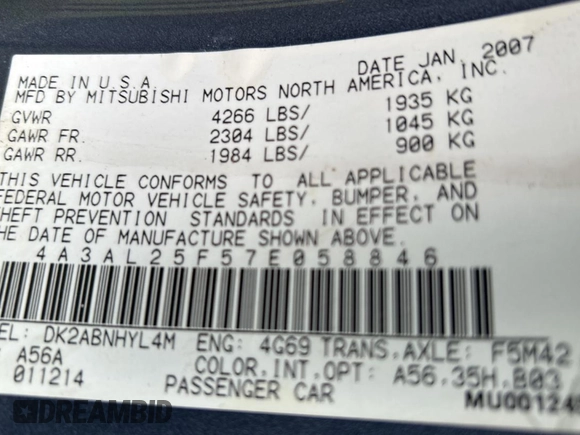 DATE JAN, 2007
MADE IN U.S.A
MFD BY MITSUBISHI MOTORS NORTH AMERICA, INC.
GVWR 4266 LBS/ 1935 KG
GAWR FR. 2304 LBS/ 1045 KG
GAWR RR. 1984 LBS/ 900 KG
THIS VEHICLE CONFORMS TO ALL APPLICABLE
FEDERAL MOTOR VEHICLE SAFETY, BUMPER, AND
THEFT PREVENTION STANDARDS IN EFFECT ON
THE DATE OF MANUFACTURE SHOWN ABOVE.
4A3AL25F57E058846
EL: DK2ABNHYL4M ENG: 4G69 TRANS.AXLE: F5M42
: A56A COLOR.INT.OPT: A56.35H.B03
011214 PASSENGER CAR MU00124
AUTOBIDCAR